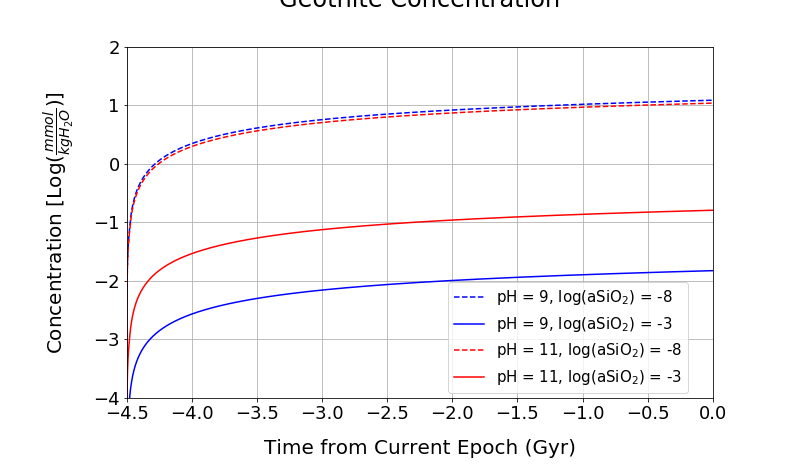 Geothite Concentration
Concentration [Log(mmol/kgH₂O)]
2
1
0
−1
−2
−3
−4
−4.5 −4.0 −3.5 −3.0 −2.5 −2.0 −1.5 −1.0 −0.5 0.0
Time from Current Epoch (Gyr)
pH = 9, log(aSiO₂) = -8
pH = 9, log(aSiO₂) = -3
pH = 11, log(aSiO₂) = -8
pH = 11, log(aSiO₂) = -3